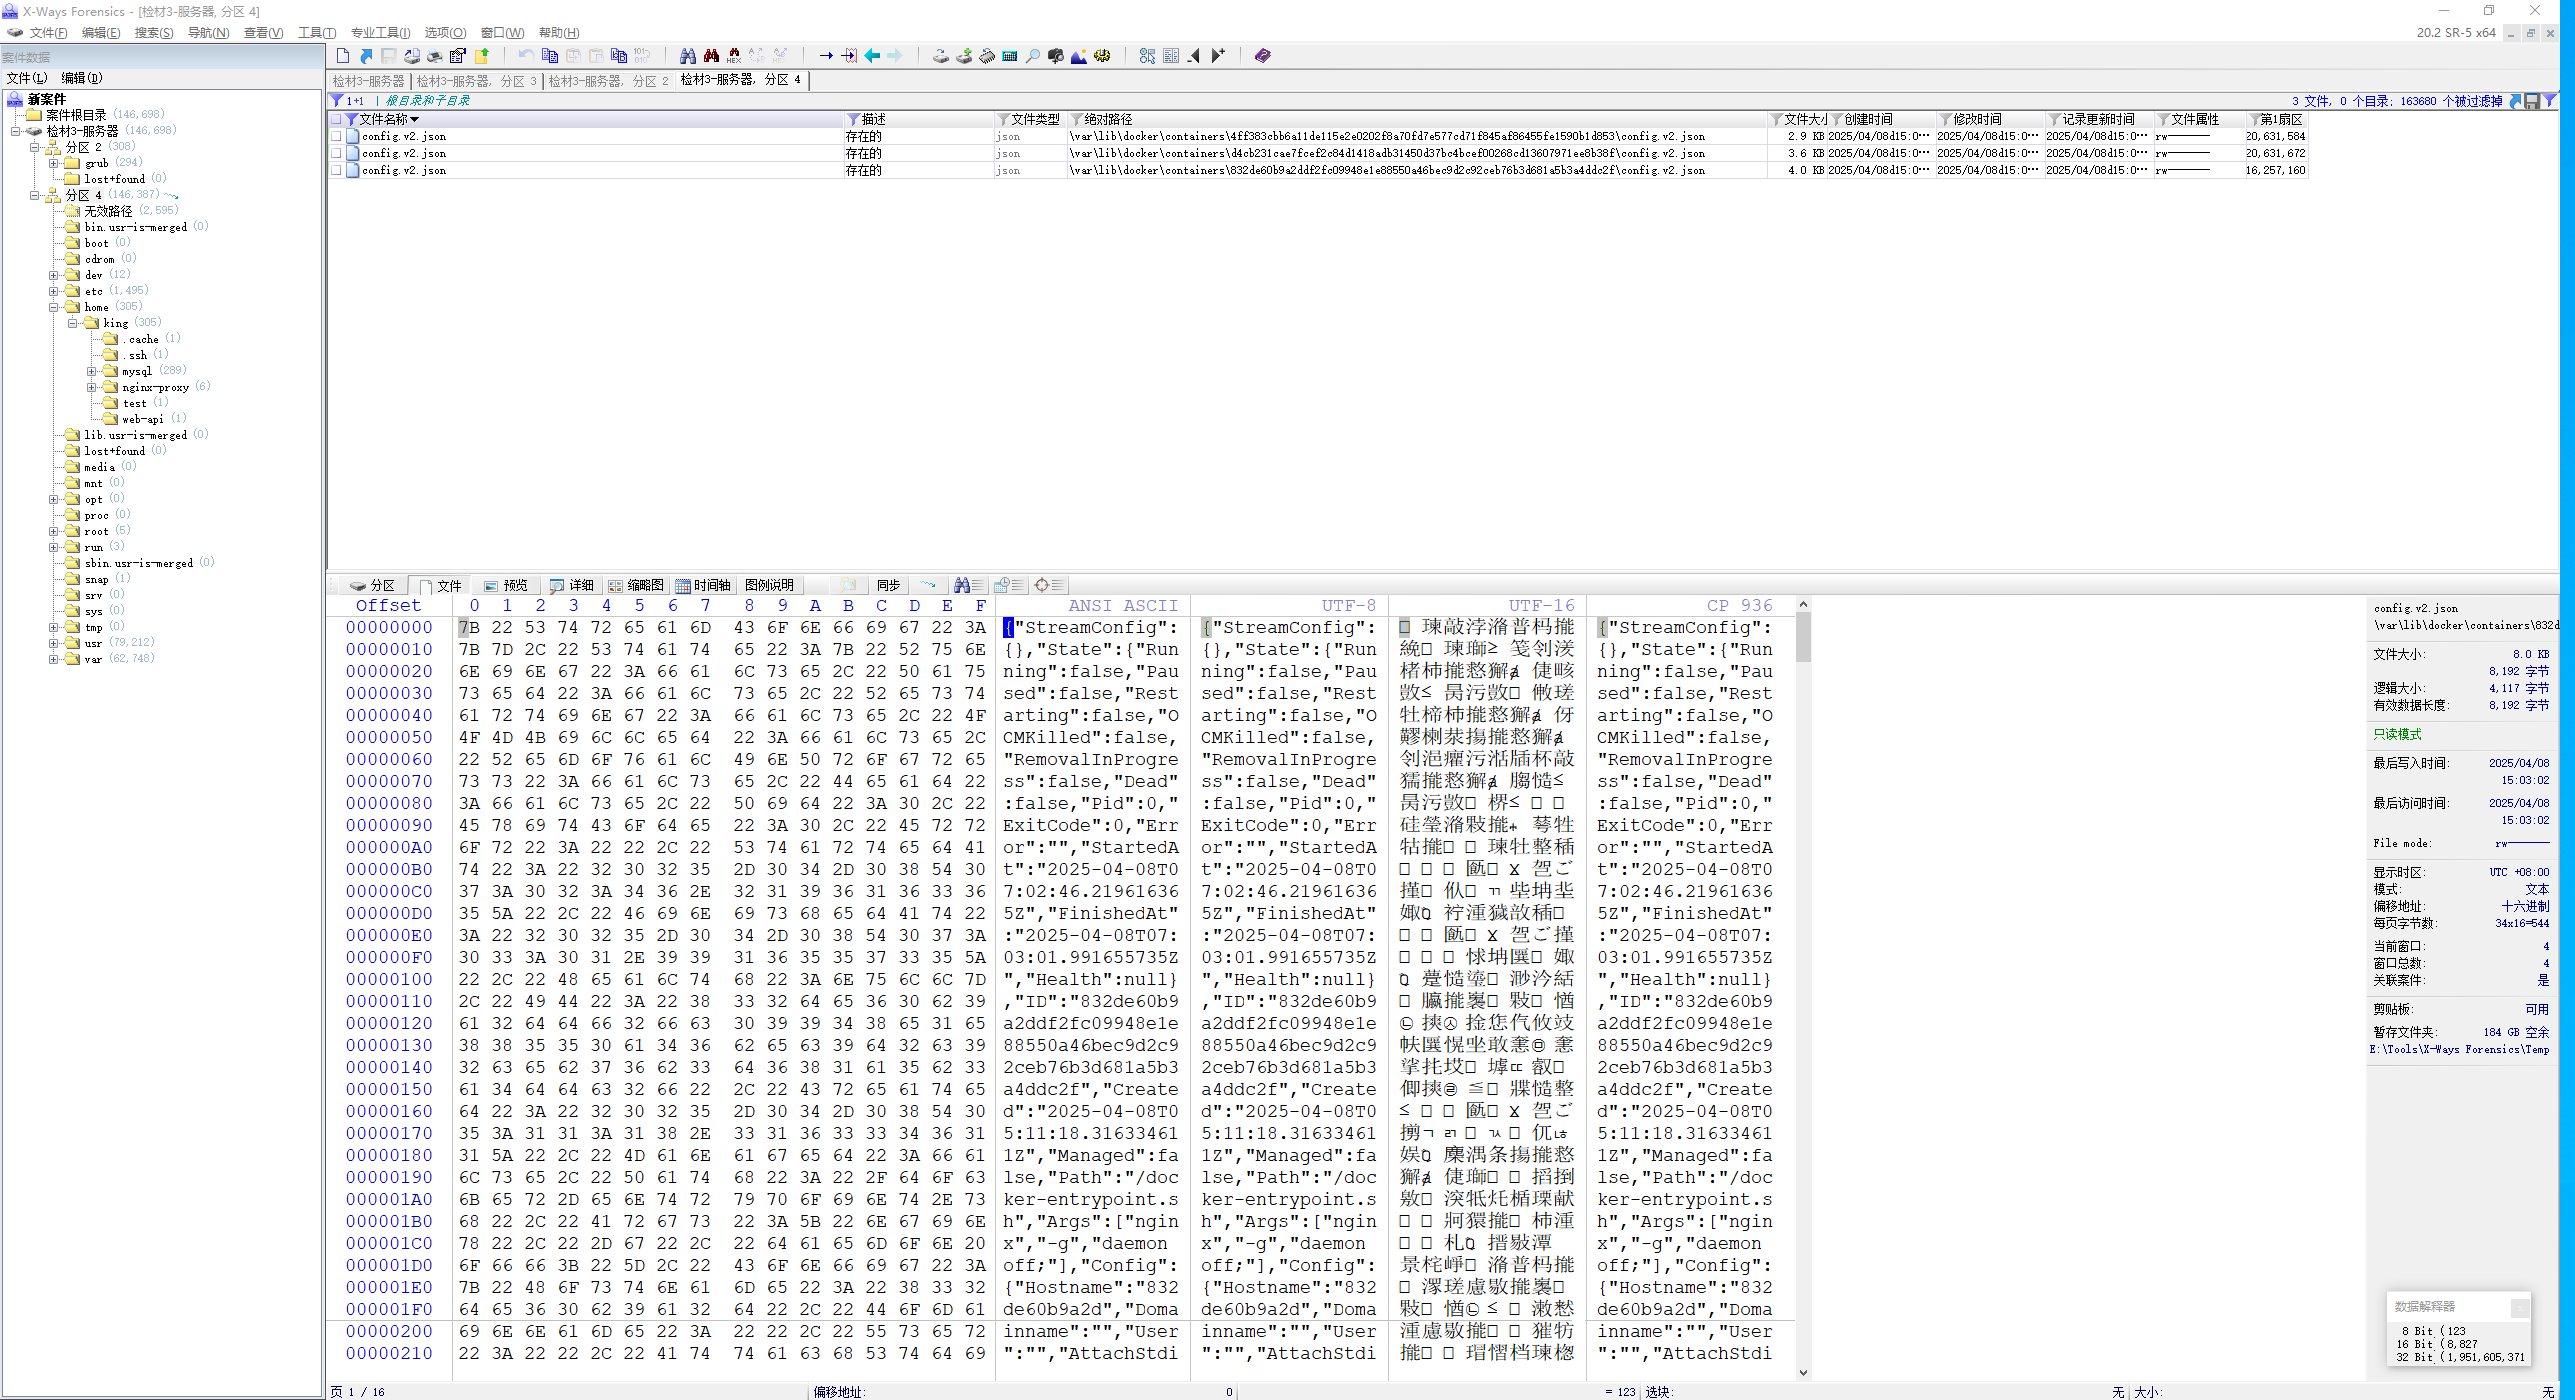 X-Ways Forensics - [检材3-服务器, 分区 4]
文件(F) 编辑(E) 搜索(S) 导航(N) 查看(V) 工具(T) 专业工具(I) 选项(O) 窗口(W) 帮助(H)
20.2 SR-5 x64
案件数据
文件(L) 编辑(D)
新案件
案件根目录 (146,698)
检材3-服务器 (146,698)
分区 2 (308)
grub (294)
lost+found (0)
分区 4 (146,387)
无效路径 (2,595)
bin.usr-is-merged (0)
boot (0)
cdrom (0)
dev (12)
etc (1,495)
home (305)
king (305)
.cache (1)
.ssh (1)
mysql (289)
nginx-proxy (6)
test (1)
web-api (1)
lib.usr-is-merged (0)
lost+found (0)
media (0)
mnt (0)
opt (0)
proc (0)
root (5)
run (3)
sbin.usr-is-merged (0)
snap (1)
srv (0)
sys (0)
tmp (0)
usr (79,212)
var (62,748)
检材3-服务器 检材3-服务器, 分区 3 检材3-服务器, 分区 2 检材3-服务器, 分区 4
1+1 根目录和子目录
3 文件, 0 个目录: 163680 个被过滤掉
文件名称 描述 文件类型 绝对路径 文件大小 创建时间 修改时间 记录更新时间 文件属性 第1扇区
config.v2.json 存在的 json \var\lib\docker\containers\4ff383cbb6a11de115e2e0202f8a70fd7e577cd71f845af86455fe1590b1d853\config.v2.json 2.9 KB 2025/04/08d15:0… 2025/04/08d15:0… 2025/04/08d15:0… 20,631,584
config.v2.json 存在的 json \var\lib\docker\containers\d4cb231cae7fcef2c84d1418adb31450d37bc4bcef00268cd13607971ee8b38f\config.v2.json 3.6 KB 2025/04/08d15:0… 2025/04/08d15:0… 2025/04/08d15:0… 20,631,672
config.v2.json 存在的 json \var\lib\docker\containers\832de60b9a2ddf2fc09948e1e88550a46bec9d2c92ceb76b3d681a5b3a4ddc2f\config.v2.json 4.0 KB 2025/04/08d15:0… 2025/04/08d15:0… 2025/04/08d15:0… 16,257,160
分区 文件 预览 详细 缩略图 时间轴 图例说明 同步
Offset 0 1 2 3 4 5 6 7 8 9 A B C D E F ANSI ASCII UTF-8 UTF-16 CP 936
00000000 7B 22 53 74 72 65 61 6D 43 6F 6E 66 69 67 22 3A {"StreamConfig": {"StreamConfig": {"StreamConfig":
00000010 7B 7D 2C 22 53 74 61 74 65 22 3A 7B 22 52 75 6E {},"State":{"Run {},"State":{"Run {},"State":{"Run
00000020 6E 69 6E 67 22 3A 66 61 6C 73 65 2C 22 50 61 75 ning":false,"Pau ning":false,"Pau ning":false,"Pau
00000030 73 65 64 22 3A 66 61 6C 73 65 2C 22 52 65 73 74 sed":false,"Rest sed":false,"Rest sed":false,"Rest
00000040 61 72 74 69 6E 67 22 3A 66 61 6C 73 65 2C 22 4F arting":false,"O arting":false,"O arting":false,"O
00000050 4F 4D 4B 69 6C 6C 65 64 22 3A 66 61 6C 73 65 2C CMKilled":false, CMKilled":false, CMKilled":false,
00000060 22 52 65 6D 6F 76 61 6C 49 6E 50 72 6F 67 72 65 "RemovalInProgre "RemovalInProgre "RemovalInProgre
00000070 73 73 22 3A 66 61 6C 73 65 2C 22 44 65 61 64 22 ss":false,"Dead" ss":false,"Dead" ss":false,"Dead"
00000080 3A 66 61 6C 73 65 2C 22 50 69 64 22 3A 30 2C 22 :false,"Pid":0," :false,"Pid":0," :false,"Pid":0,"
00000090 45 78 69 74 43 6F 64 65 22 3A 30 2C 22 45 72 72 ExitCode":0,"Err ExitCode":0,"Err ExitCode":0,"Err
000000A0 6F 72 22 3A 22 22 2C 22 53 74 61 72 74 65 64 41 or":"","StartedA or":"","StartedA or":"","StartedA
000000B0 74 22 3A 22 32 30 32 35 2D 30 34 2D 30 38 54 30 t":"2025-04-08T0 t":"2025-04-08T0 t":"2025-04-08T0
000000C0 37 3A 30 32 3A 34 36 2E 32 31 39 36 31 36 33 36 7:02:46.21961636 7:02:46.21961636 7:02:46.21961636
000000D0 35 5A 22 2C 22 46 69 6E 69 73 68 65 64 41 74 22 5Z","FinishedAt" 5Z","FinishedAt" 5Z","FinishedAt"
000000E0 3A 22 32 30 32 35 2D 30 34 2D 30 38 54 30 37 3A :"2025-04-08T07: :"2025-04-08T07: :"2025-04-08T07:
000000F0 30 33 3A 30 31 2E 39 39 31 36 35 35 37 33 35 5A 03:01.991655735Z 03:01.991655735Z 03:01.991655735Z
00000100 22 2C 22 48 65 61 6C 74 68 22 3A 6E 75 6C 6C 7D ","Health":null} ","Health":null} ","Health":null}
00000110 2C 22 49 44 22 3A 22 38 33 32 64 65 36 30 62 39 ,"ID":"832de60b9 ,"ID":"832de60b9 ,"ID":"832de60b9
00000120 61 32 64 64 66 32 66 63 30 39 39 34 38 65 31 65 a2ddf2fc09948e1e a2ddf2fc09948e1e a2ddf2fc09948e1e
00000130 38 38 35 35 30 61 34 36 62 65 63 39 64 32 63 39 88550a46bec9d2c9 88550a46bec9d2c9 88550a46bec9d2c9
00000140 32 63 65 62 37 36 62 33 64 36 38 31 61 35 62 33 2ceb76b3d681a5b3 2ceb76b3d681a5b3 2ceb76b3d681a5b3
00000150 61 34 64 64 63 32 66 22 2C 22 43 72 65 61 74 65 a4ddc2f","Create a4ddc2f","Create a4ddc2f","Create
00000160 64 22 3A 22 32 30 32 35 2D 30 34 2D 30 38 54 30 d":"2025-04-08T0 d":"2025-04-08T0 d":"2025-04-08T0
00000170 35 3A 31 31 3A 31 38 2E 33 31 36 33 33 34 36 31 5:11:18.31633461 5:11:18.31633461 5:11:18.31633461
00000180 31 5A 22 2C 22 4D 61 6E 61 67 65 64 22 3A 66 61 1Z","Managed":fa 1Z","Managed":fa 1Z","Managed":fa
00000190 6C 73 65 2C 22 50 61 74 68 22 3A 22 2F 64 6F 63 lse,"Path":"/doc lse,"Path":"/doc lse,"Path":"/doc
000001A0 6B 65 72 2D 65 6E 74 72 79 70 6F 69 6E 74 2E 73 ker-entrypoint.s ker-entrypoint.s ker-entrypoint.s
000001B0 68 22 2C 22 41 72 67 73 22 3A 5B 22 6E 67 69 6E h","Args":["ngin h","Args":["ngin h","Args":["ngin
000001C0 78 22 2C 22 2D 67 22 2C 22 64 61 65 6D 6F 6E 20 x","-g","daemon x","-g","daemon x","-g","daemon
000001D0 6F 66 66 3B 22 5D 2C 22 43 6F 6E 66 69 67 22 3A off;"],"Config": off;"],"Config": off;"],"Config":
000001E0 7B 22 48 6F 73 74 6E 61 6D 65 22 3A 22 38 33 32 {"Hostname":"832 {"Hostname":"832 {"Hostname":"832
000001F0 64 65 36 30 62 39 61 32 64 22 2C 22 44 6F 6D 61 de60b9a2d","Doma de60b9a2d","Doma de60b9a2d","Doma
00000200 69 6E 6E 61 6D 65 22 3A 22 22 2C 22 55 73 65 72 inname":"","User inname":"","User inname":"","User
00000210 22 3A 22 22 2C 22 41 74 74 61 63 68 53 74 64 69 ":"","AttachStdi ":"","AttachStdi ":"","AttachStdi
config.v2.json
\var\lib\docker\containers\832d
文件大小: 8.0 KB
8,192 字节
逻辑大小: 4,117 字节
有效数据长度: 8,192 字节
只读模式
最后写入时间: 2025/04/08
15:03:02
最后访问时间: 2025/04/08
15:03:02
File mode: rw-------
显示时区: UTC +08:00
模式: 文本
偏移地址: 十六进制
每页字节数: 34x16=544
当前窗口: 4
窗口总数: 4
关联案件: 是
剪贴板: 可用
暂存文件夹: 184 GB 空余
E:\Tools\X-Ways Forensics\Temp
数据解释器
8 Bit (123
16 Bit (8,827
32 Bit (1,951,605,371
页 1 / 16 偏移地址: 0 = 123 选块: 无 大小: 无